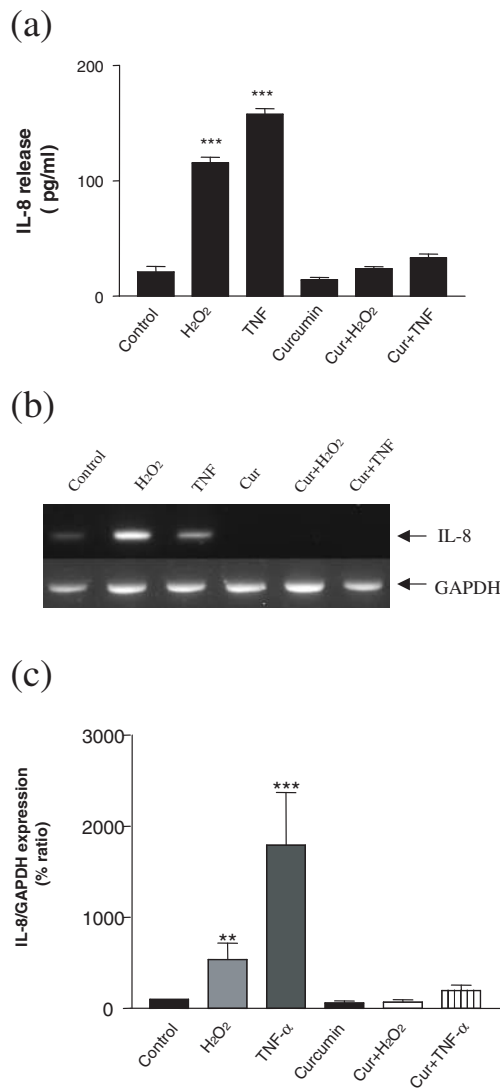 (a)
IL-8 release
( pg/ml)
200
100
0
***
***
Control
H₂O₂
TNF
Curcumin
Cur+H₂O₂
Cur+TNF
(b)
Control
H₂O₂
TNF
Cur
Cur+H₂O₂
Cur+TNF
IL-8
GAPDH
(c)
IL-8/GAPDH expression
(% ratio)
3000
2000
1000
0
**
***
Control
H₂O₂
TNF-α
Curcumin
Cur+H₂O₂
Cur+TNF-α